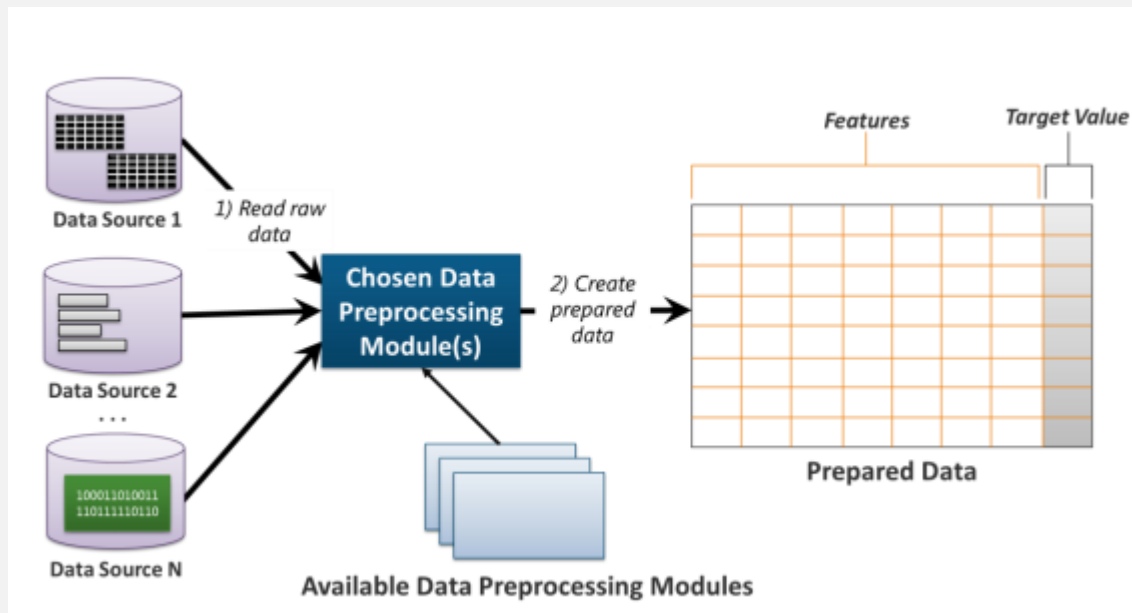 Features
Target Value
Data Source 1
1) Read raw
data
Chosen Data
Preprocessing
Module(s)
2) Create
prepared
data
Data Source 2
...
100011010011
110111110110
Data Source N
Prepared Data
Available Data Preprocessing Modules